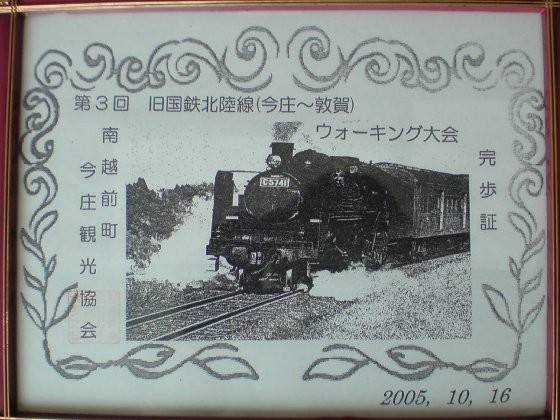 第３回 旧国鉄北陸線(今庄～敦賀)
ウォーキング大会
完歩証
南越前町
今庄観光協会
C5741
2005, 10, 16